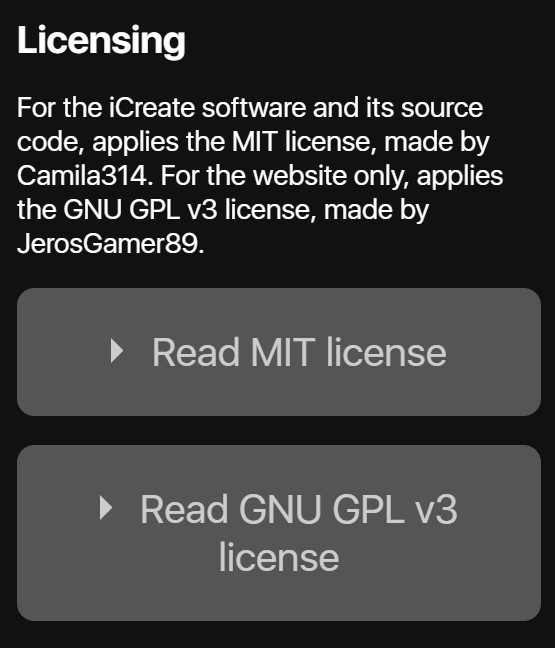 Licensing
For the iCreate software and its source
code, applies the MIT license, made by
Camila314. For the website only, applies
the GNU GPL v3 license, made by
JerosGamer89.
Read MIT license
Read GNU GPL v3
license